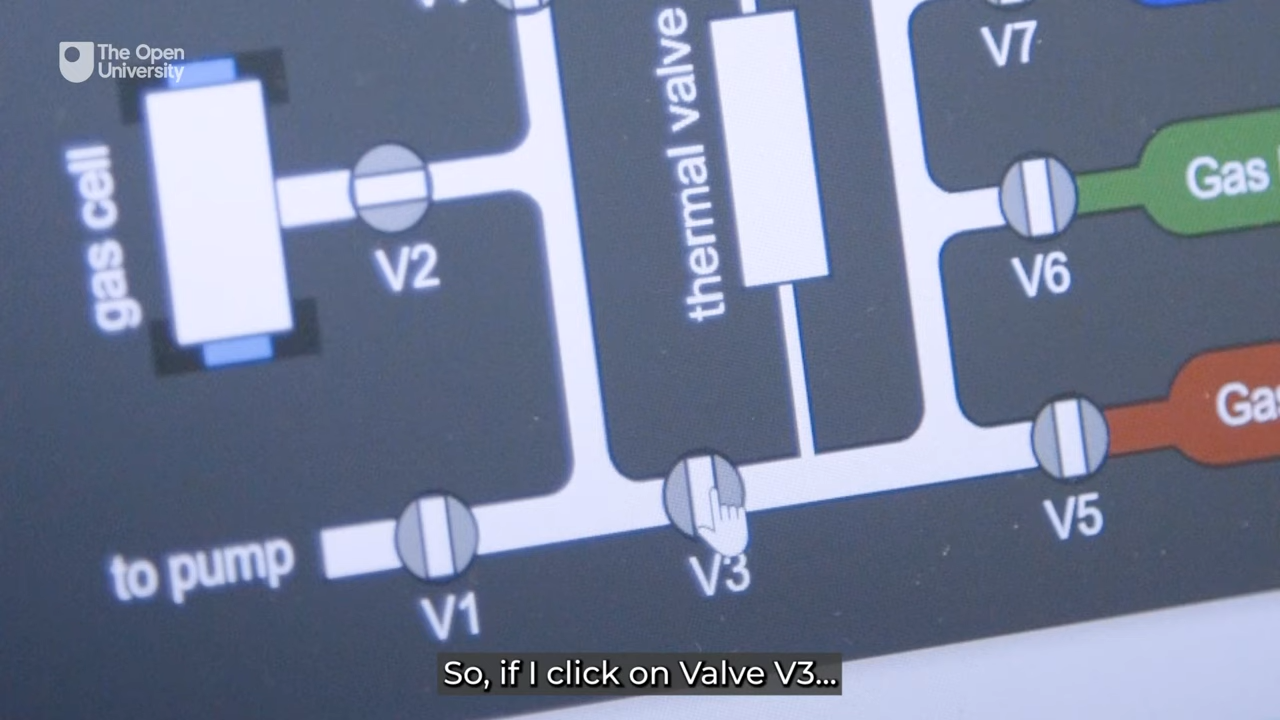 The Open
University
V7
thermal valve
Gas
gas cell
V2
V6
Gas
V5
to pump
V3
V1
So, if I click on Valve V3...